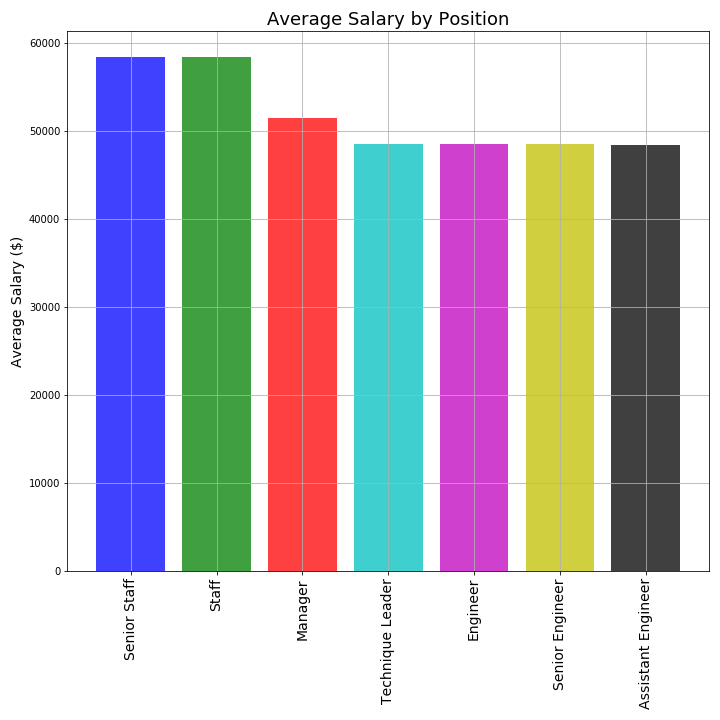 Average Salary by Position
Average Salary ($)
60000
50000
40000
30000
20000
10000
0
Senior Staff
Staff
Manager
Technique Leader
Engineer
Senior Engineer
Assistant Engineer